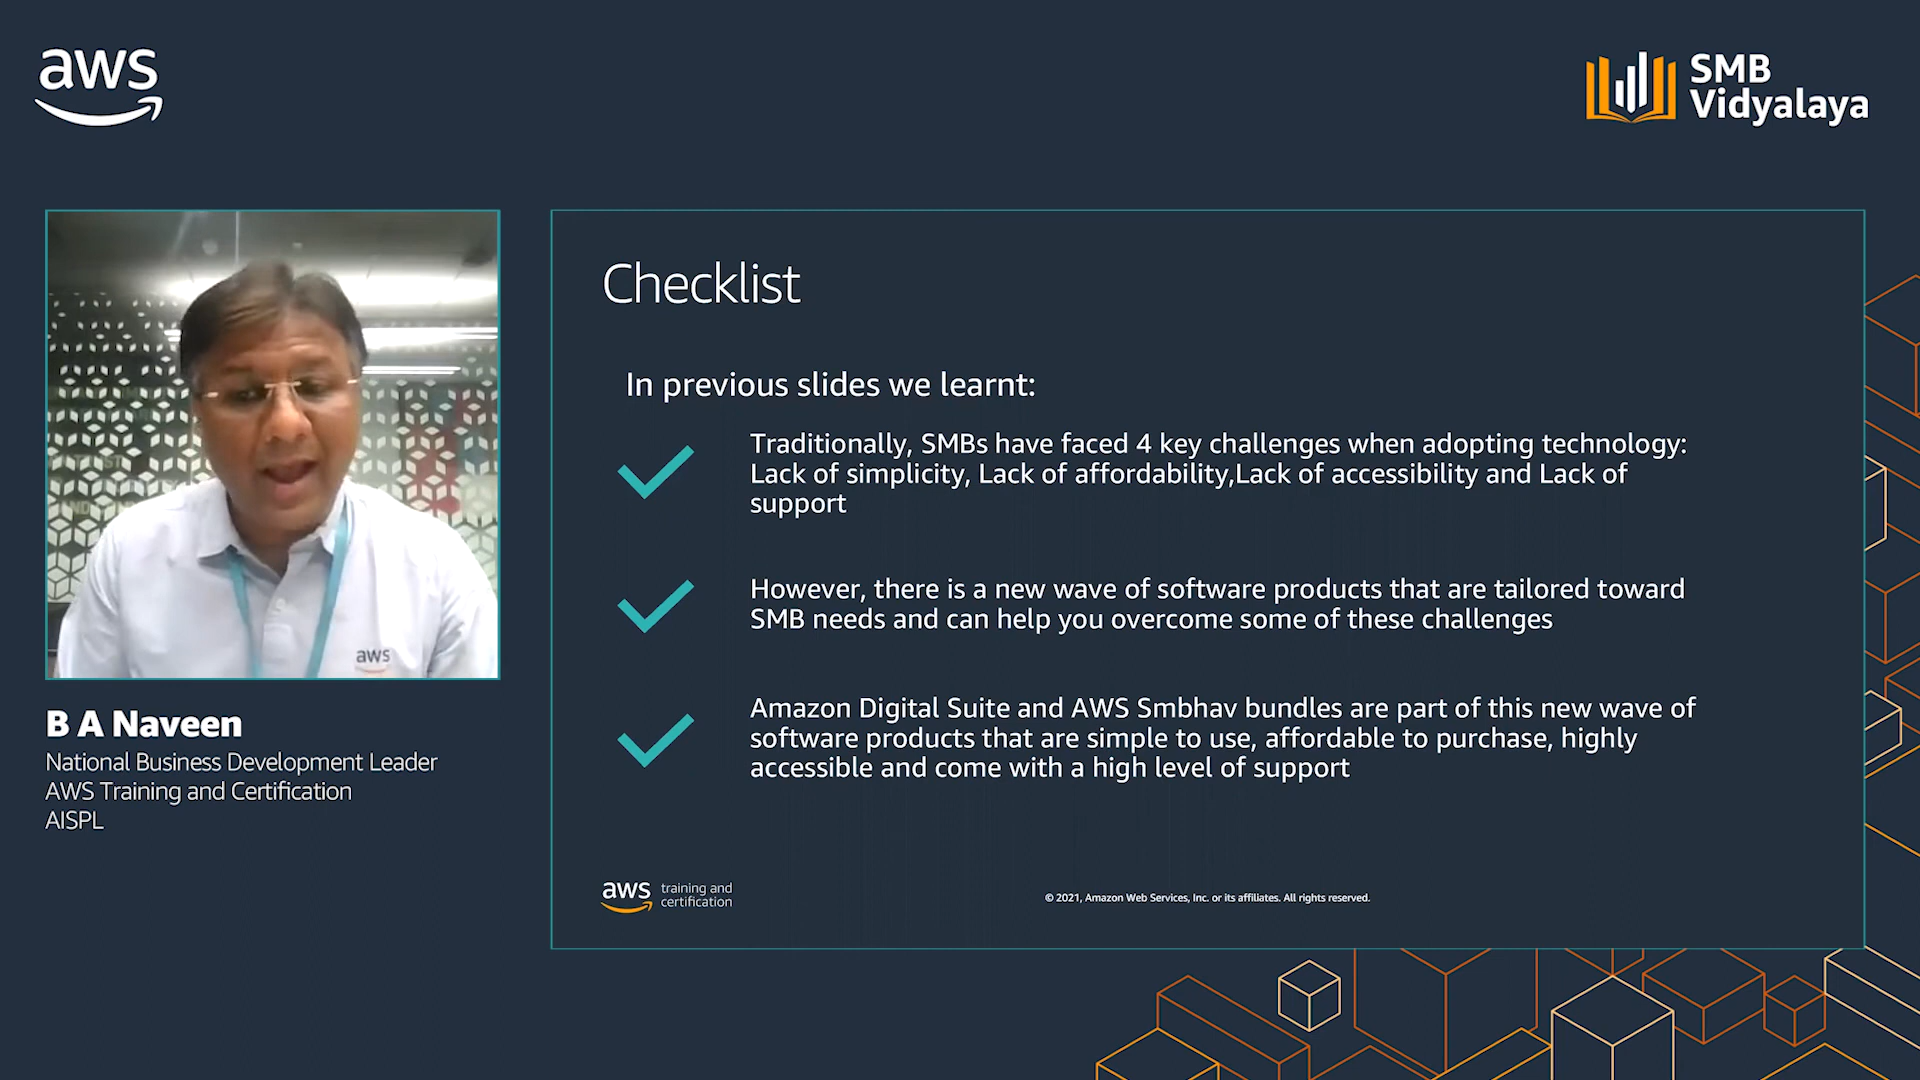 aws
SMB
Vidyalaya
aws
B A Naveen
National Business Development Leader
AWS Training and Certification
AISPL
Checklist
In previous slides we learnt:
Traditionally, SMBs have faced 4 key challenges when adopting technology:
Lack of simplicity, Lack of affordability,Lack of accessibility and Lack of
support
However, there is a new wave of software products that are tailored toward
SMB needs and can help you overcome some of these challenges
Amazon Digital Suite and AWS Smbhav bundles are part of this new wave of
software products that are simple to use, affordable to purchase, highly
accessible and come with a high level of support
aws training and
certification
© 2021, Amazon Web Services, Inc. or its affiliates. All rights reserved.